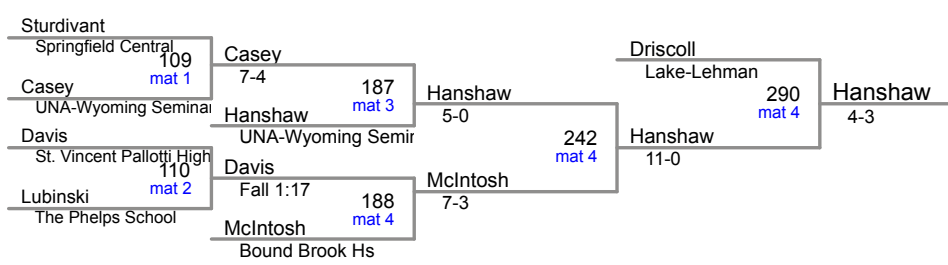 Sturdivant
Springfield Central
109
mat 1
Casey
UNA-Wyoming Seminar
Davis
St. Vincent Pallotti High
110
mat 2
Lubinski
The Phelps School
Casey
7-4
187
mat 3
Hanshaw
UNA-Wyoming Semir
Davis
Fall 1:17
188
mat 4
McIntosh
Bound Brook Hs
Hanshaw
5-0
242
mat 4
McIntosh
7-3
Driscoll
Lake-Lehman
290
mat 4
Hanshaw
11-0
Hanshaw
4-3